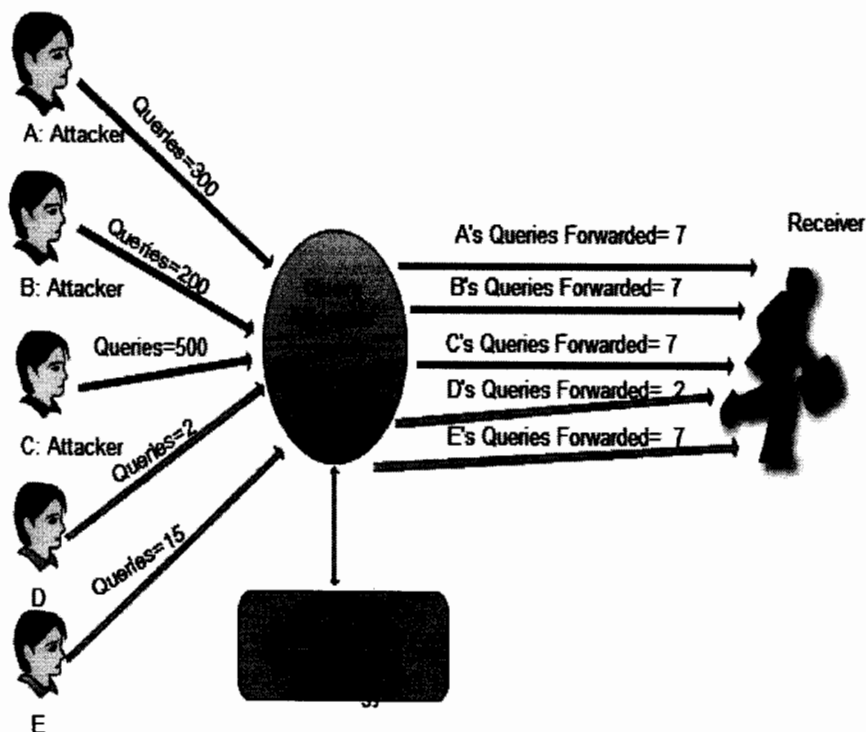 Queries=300
A: Attacker
Queries=200
B: Attacker
Queries=500
C: Attacker
Queries=2
D
Queries=15
E
A's Queries Forwarded= 7
B's Queries Forwarded= 7
C's Queries Forwarded= 7
D's Queries Forwarded= 2
E's Queries Forwarded= 7
Receiver